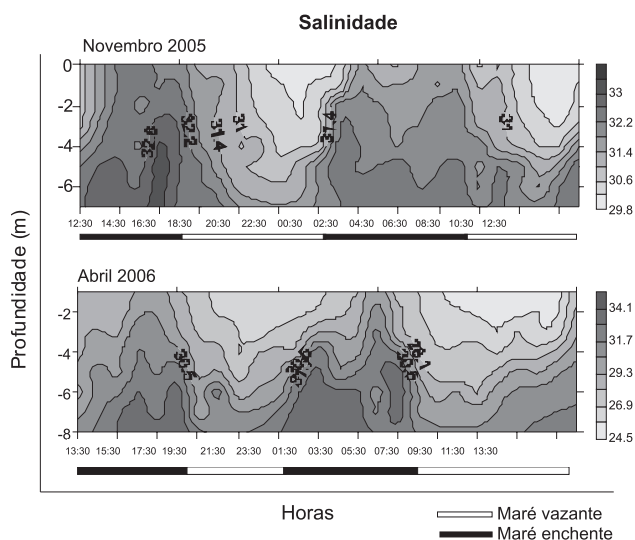 Salinidade
Novembro 2005
0
-2
-4
-6
32.8
32.2
31.4
31
31.4
31
33
32.2
31.4
30.6
29.8
12:30 14:30 16:30 18:30 20:30 22:30 00:30 02:30 04:30 06:30 08:30 10:30 12:30
Profundidade (m)
Abril 2006
-2
-4
-6
-8
34.1
31.7
29.3
26.9
24.5
13:30 15:30 17:30 19:30 21:30 23:30 01:30 03:30 05:30 07:30 09:30 11:30 13:30
Horas
Maré vazante
Maré enchente